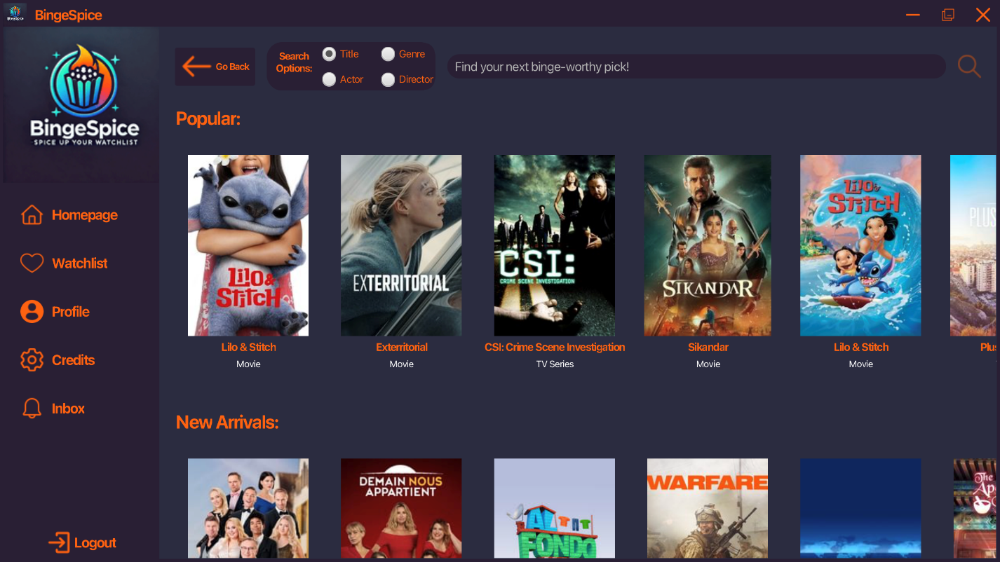 BingeSpice
BingeSpice
SPICE UP YOUR WATCHLIST
Homepage
Watchlist
Profile
Credits
Inbox
Logout
Go Back
Search
Options:
Title
Genre
Actor
Director
Find your next binge-worthy pick!
Popular:
LiLO &
STiTCH
EXTERRITORIAL
CSI:
CRIME SCENE INVESTIGATION
SIKANDAR
LiLO &
STiTCH
PLUS
Lilo & Stitch
Movie
Exterritorial
Movie
CSI: Crime Scene Investigation
TV Series
Sikandar
Movie
Lilo & Stitch
Movie
Plus
New Arrivals:
DEMAIN NOUS
APPARTIENT
ALTAT
FONDO
WARFARE
The